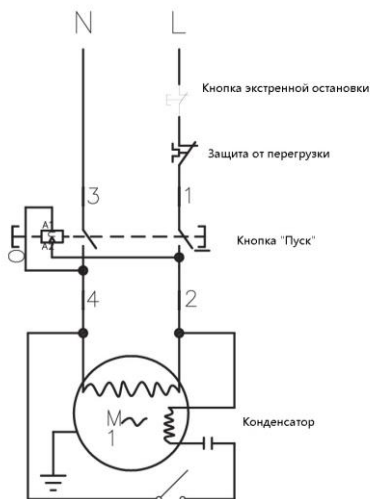 N L
Кнопка экстренной остановки
Защита от перегрузки
3 1
A1
A2
Кнопка "Пуск"
O
4 2
M
1
Конденсатор